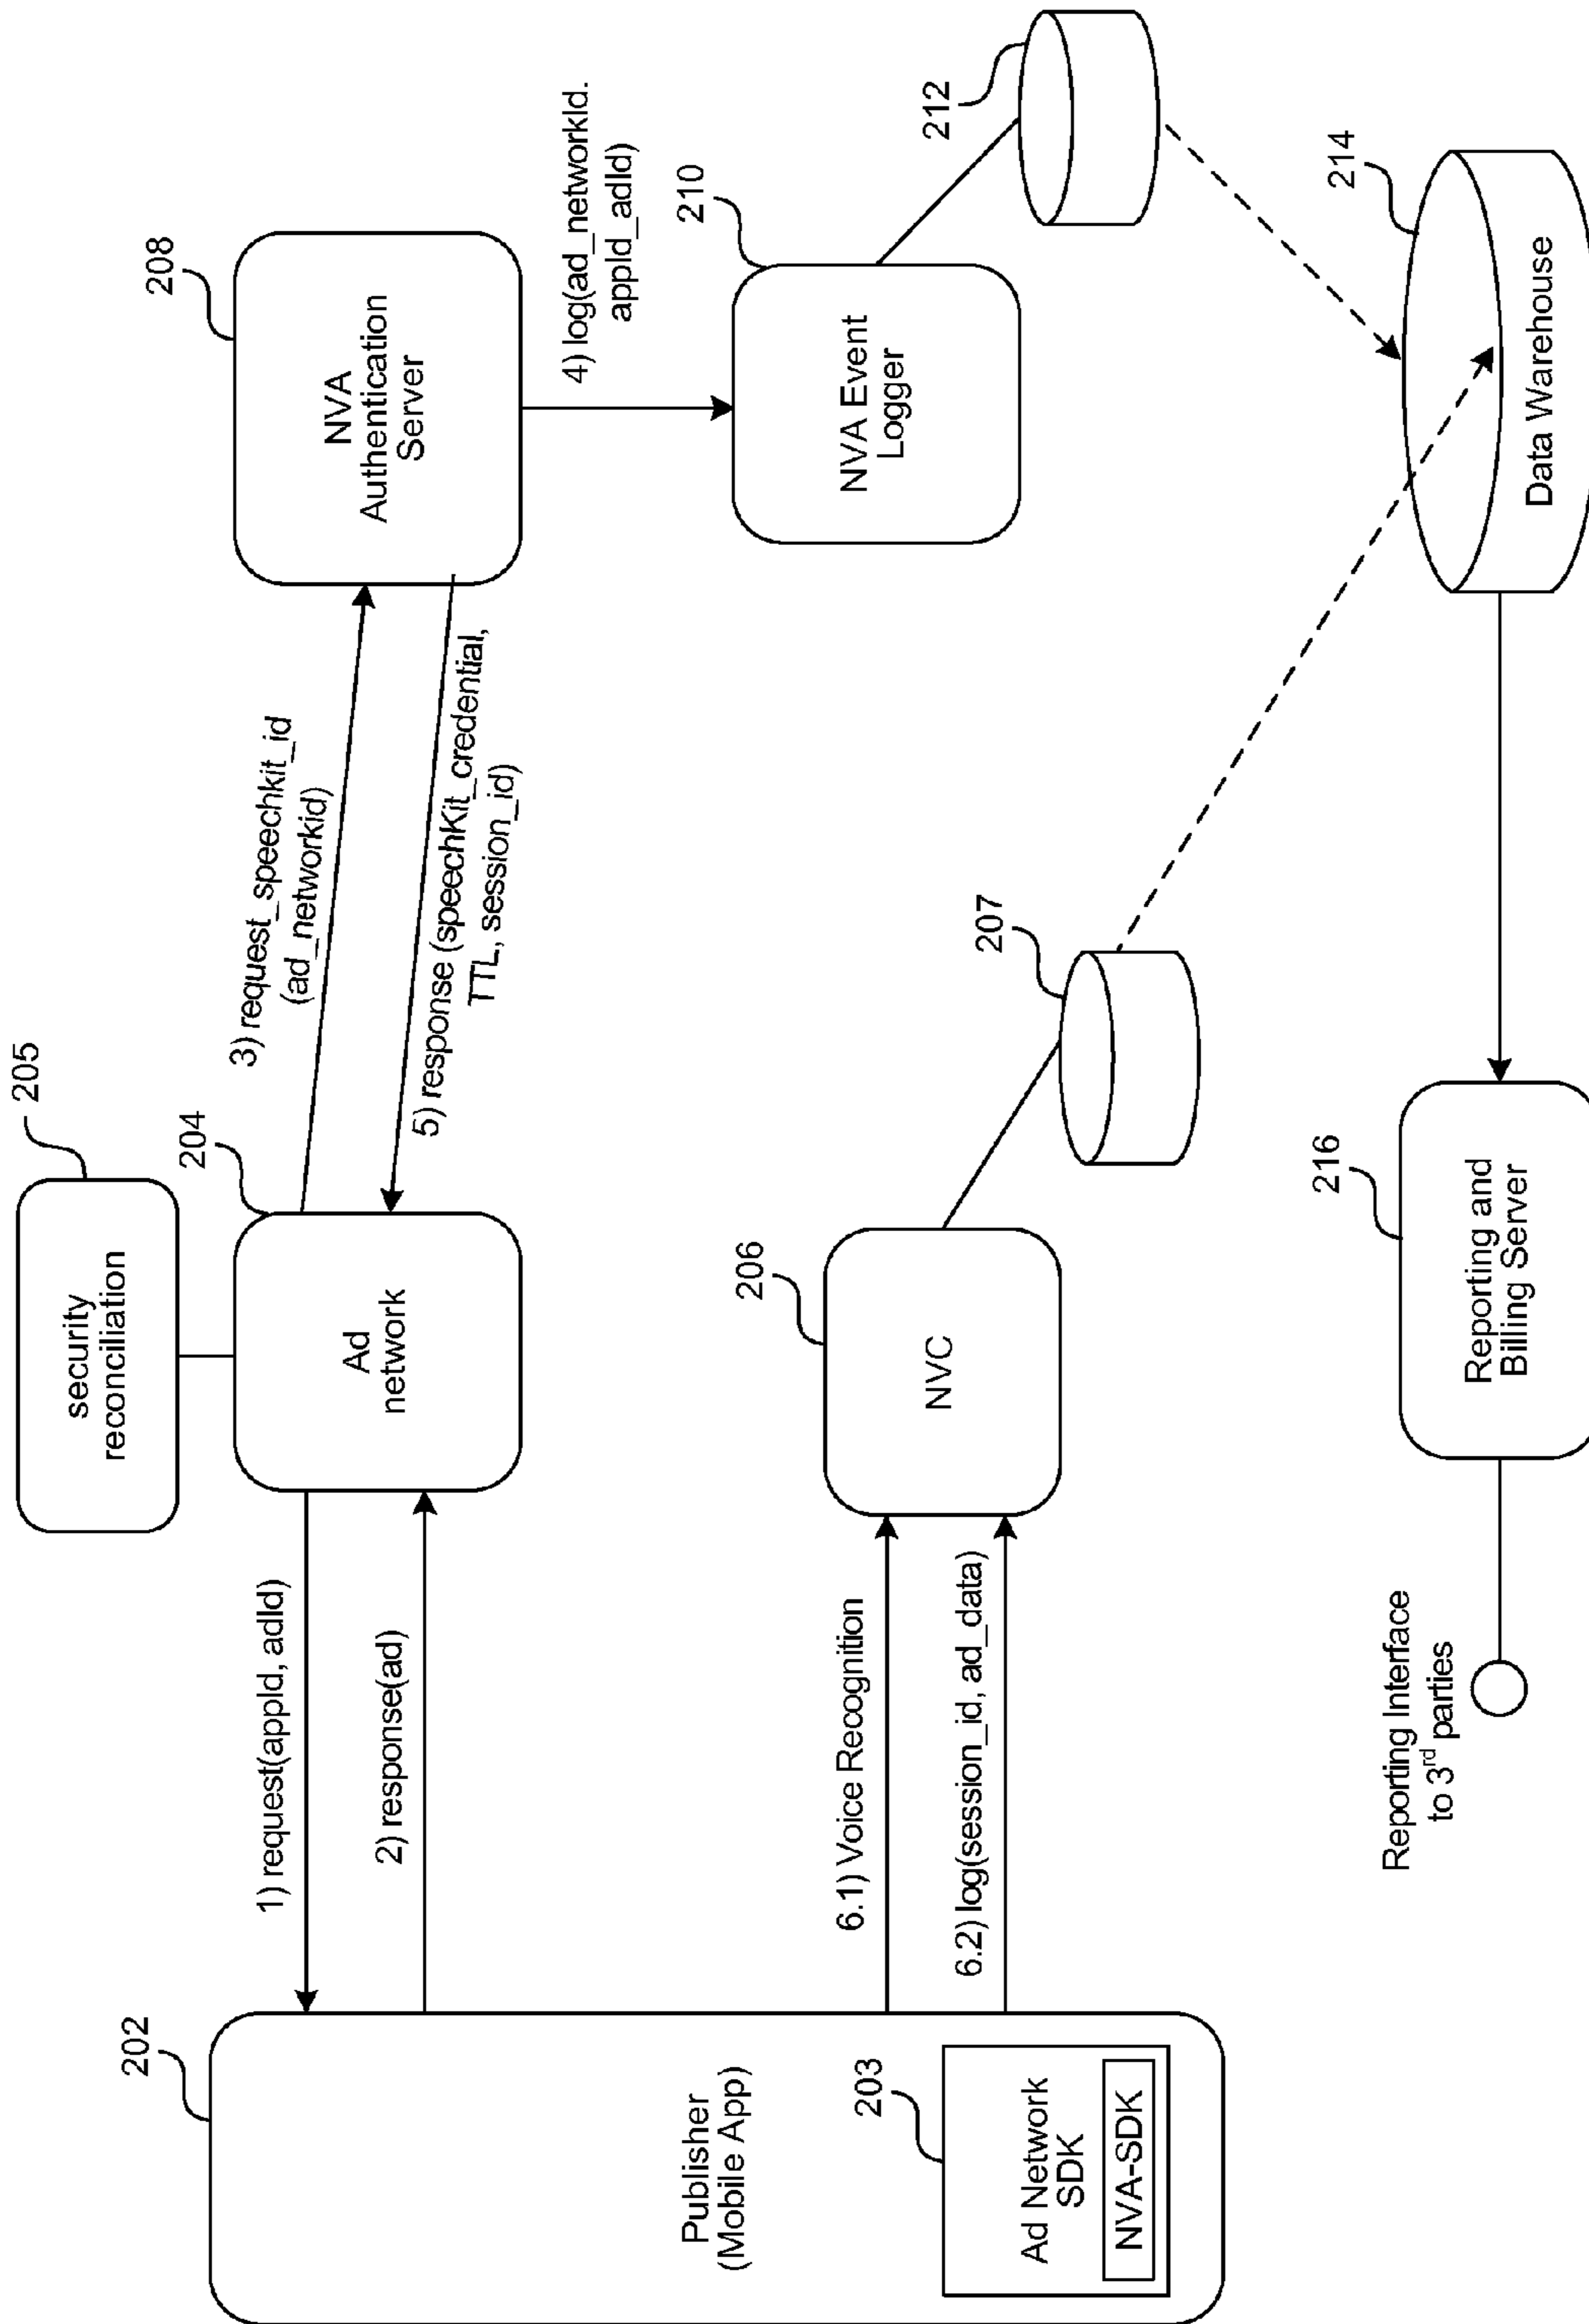 202
Publisher
(Mobile App)
203
Ad Network
SDK
NVA-SDK
1) request(appId, adId)
2) response(ad)
205
security
reconciliation
204
Ad
network
3) request_speechkit_id
(ad_networkid)
5) response (speechKit_credential,
TTL, session_id)
208
NVA
Authentication
Server
4) log(ad_networkId.
appId_adId)
210
NVA Event
Logger
212
6.1) Voice Recognition
6.2) log(session_id, ad_data)
206
NVC
207
214
Data Warehouse
216
Reporting and
Billing Server
Reporting Interface
to 3rd parties